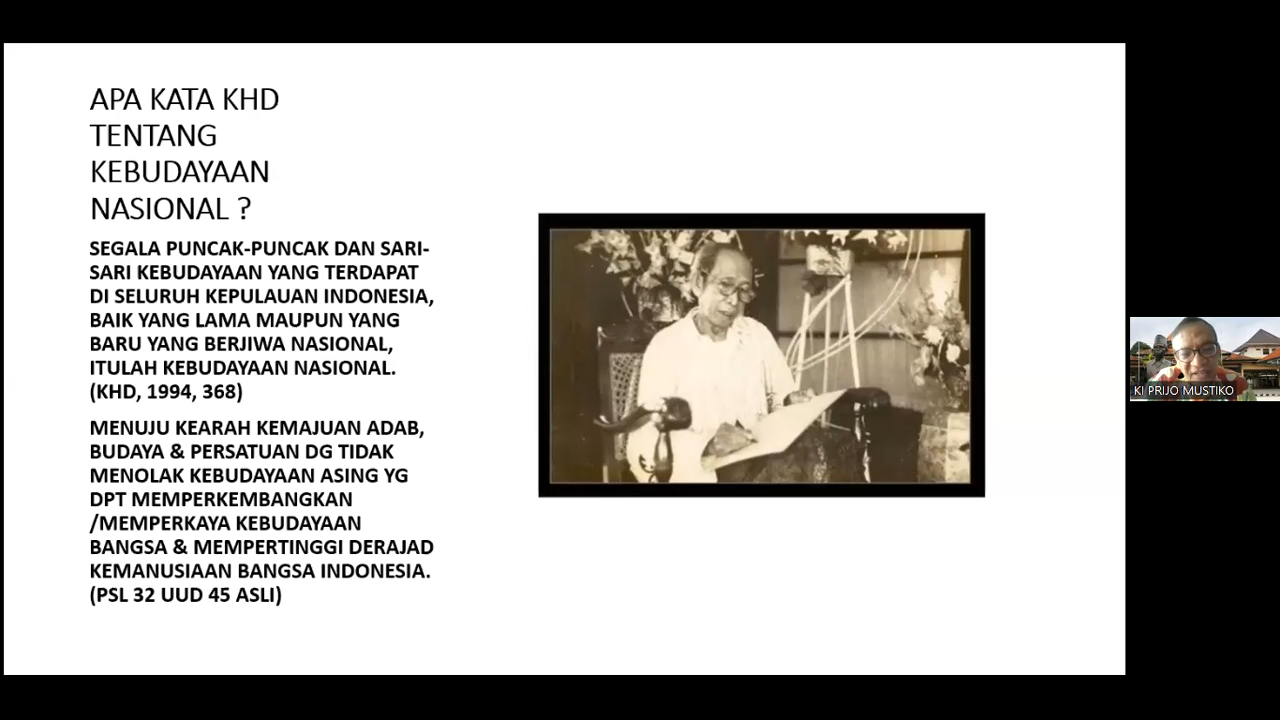 APA KATA KHD
TENTANG
KEBUDAYAAN
NASIONAL ?
SEGALA PUNCAK-PUNCAK DAN SARI-
SARI KEBUDAYAAN YANG TERDAPAT
DI SELURUH KEPULAUAN INDONESIA,
BAIK YANG LAMA MAUPUN YANG
BARU YANG BERJIWA NASIONAL,
ITULAH KEBUDAYAAN NASIONAL.
(KHD, 1994, 368)
MENUJU KEARAH KEMAJUAN ADAB,
BUDAYA & PERSATUAN DG TIDAK
MENOLAK KEBUDAYAAN ASING YG
DPT MEMPERKEMBANGKAN
/MEMPERKAYA KEBUDAYAAN
BANGSA & MEMPERTINGGI DERAJAD
KEMANUSIAAN BANGSA INDONESIA.
(PSL 32 UUD 45 ASLI)
KI PRIJO MUSTIKO